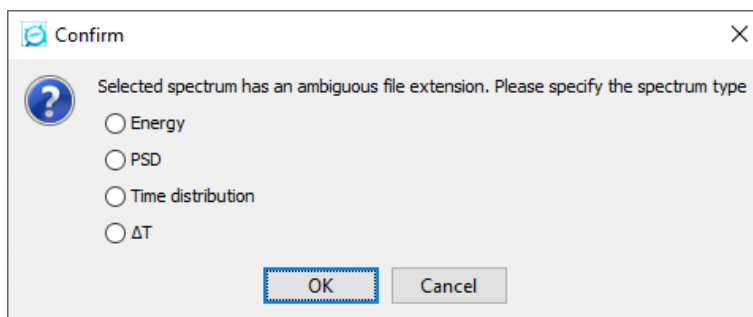 Confirm
Selected spectrum has an ambiguous file extension. Please specify the spectrum type
Energy
PSD
Time distribution
ΔT
OK Cancel